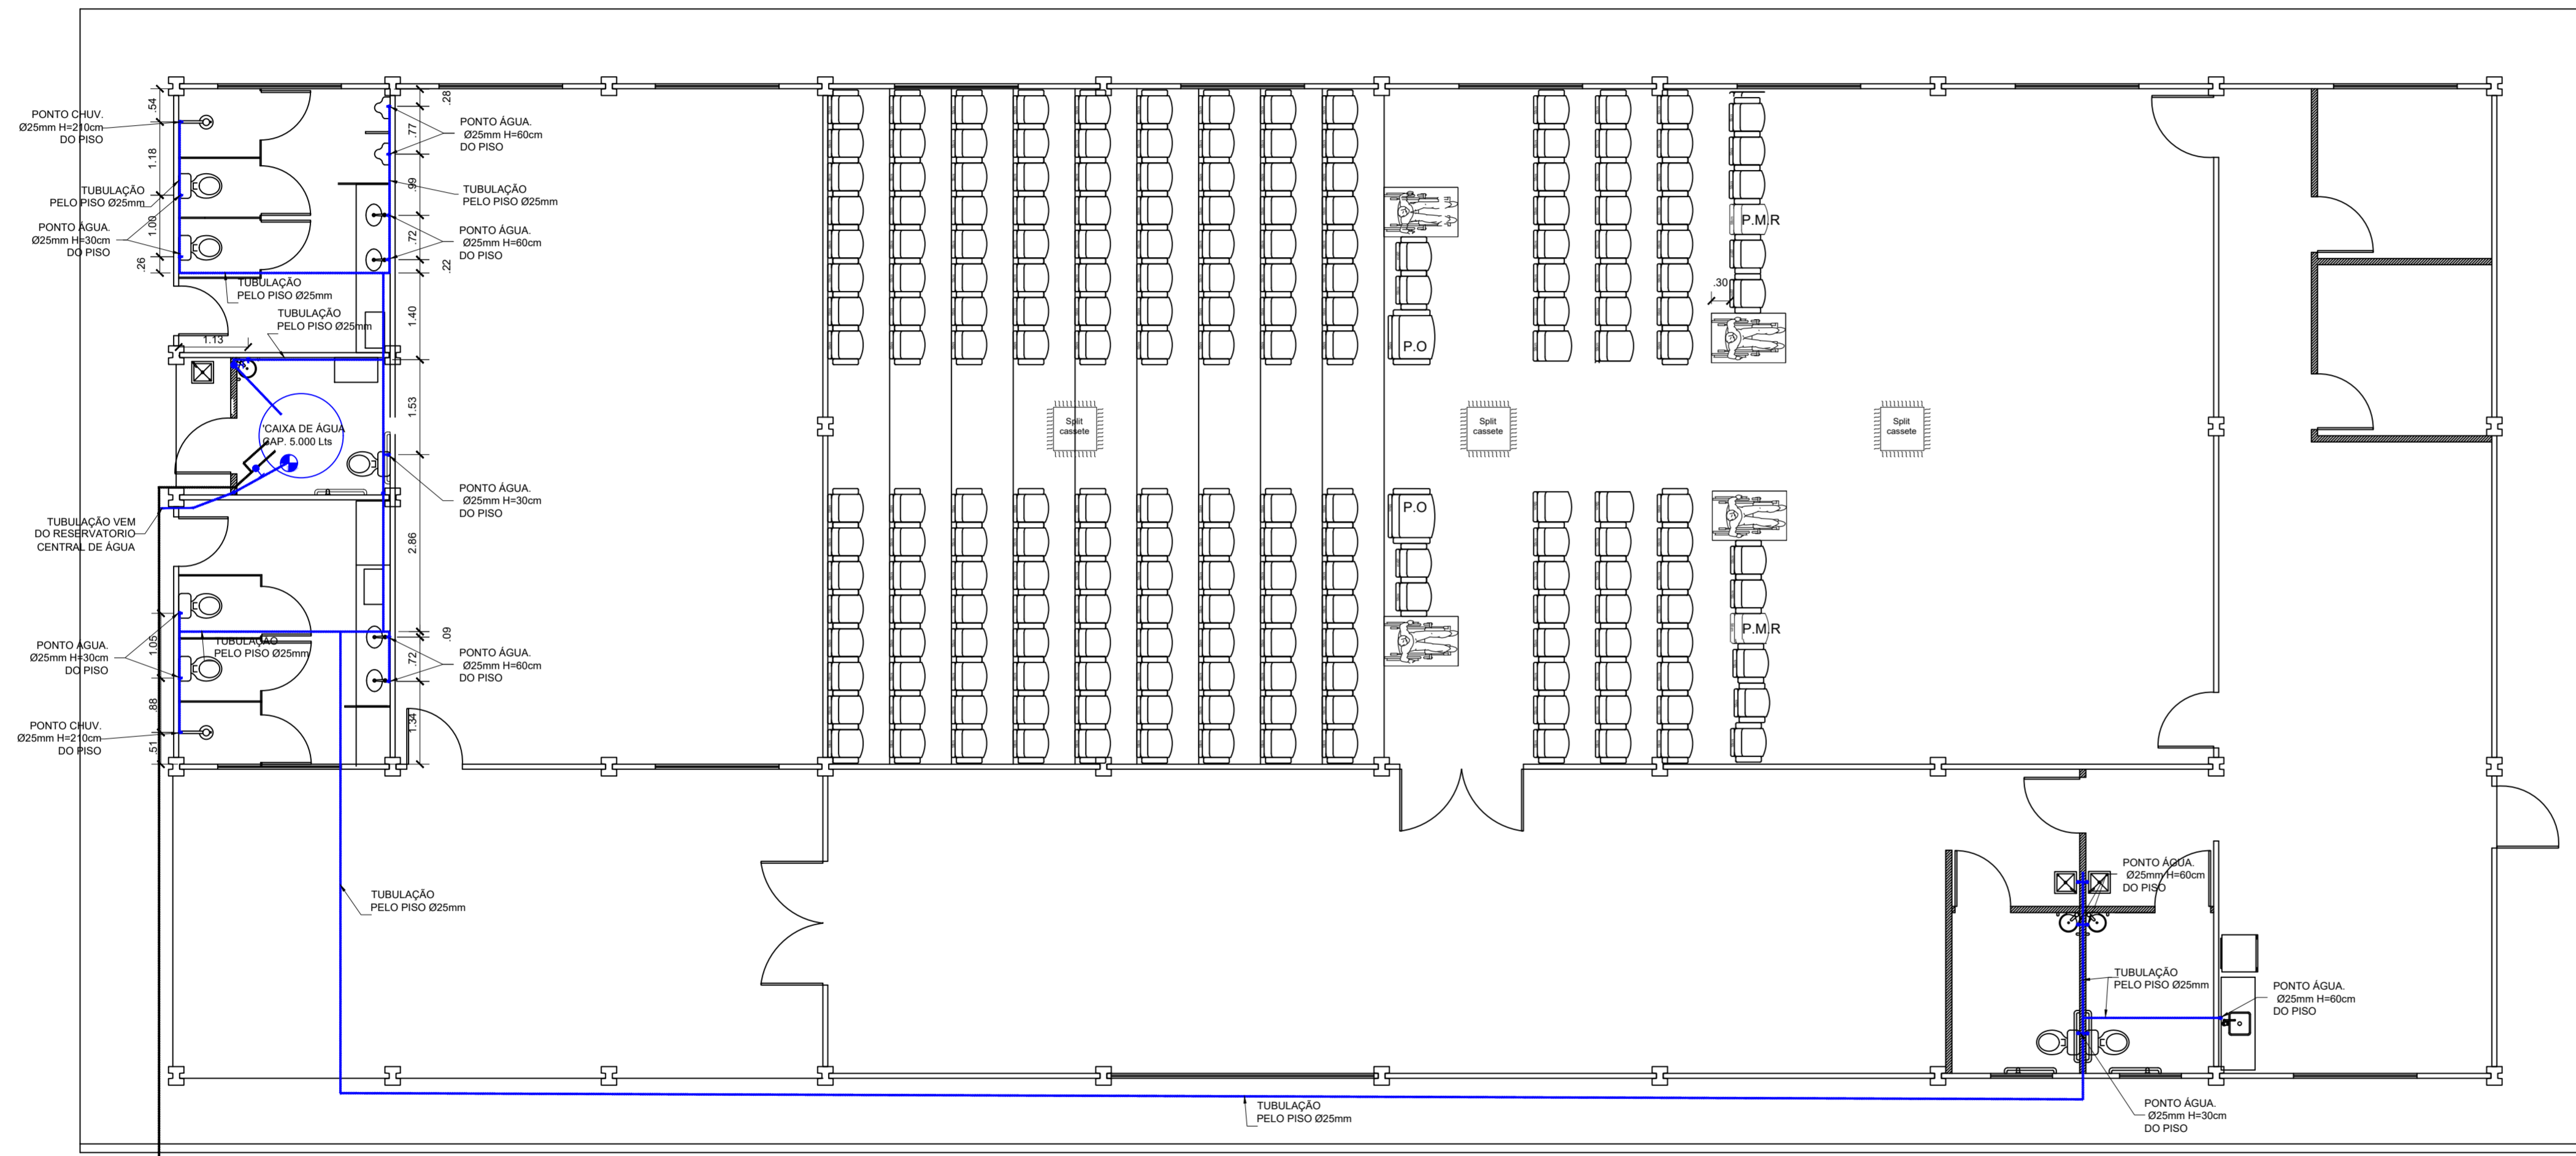 PONTO CHUV.
Ø25mm H=210cm
DO PISO
TUBULAÇÃO
PELO PISO Ø25mm
PONTO ÁGUA.
Ø25mm H=30cm
DO PISO
.54
1.18
1.00
.26
TUBULAÇÃO
PELO PISO Ø25mm
TUBULAÇÃO
PELO PISO Ø25mm
1.13
.28
.77
.99
.72
.22
1.40
1.53
2.86
.09
.72
1.34
PONTO ÁGUA.
Ø25mm H=60cm
DO PISO
TUBULAÇÃO
PELO PISO Ø25mm
PONTO ÁGUA.
Ø25mm H=60cm
DO PISO
'CAIXA DE ÁGUA
CAP. 5.000 Lts
PONTO ÁGUA.
Ø25mm H=30cm
DO PISO
TUBULAÇÃO VEM
DO RESERVATORIO
CENTRAL DE ÁGUA
PONTO ÁGUA.
Ø25mm H=30cm
DO PISO
1.05
.88
.51
TUBULAÇÃO
PELO PISO Ø25mm
PONTO CHUV.
Ø25mm H=210cm
DO PISO
PONTO ÁGUA.
Ø25mm H=60cm
DO PISO
TUBULAÇÃO
PELO PISO Ø25mm
Split
cassete
Split
cassete
Split
cassete
P.O
P.O
P.M.R
.30
P.M.R
PONTO ÁGUA.
Ø25mm H=60cm
DO PISO
TUBULAÇÃO
PELO PISO Ø25mm
PONTO ÁGUA.
Ø25mm H=60cm
DO PISO
TUBULAÇÃO
PELO PISO Ø25mm
PONTO ÁGUA.
Ø25mm H=30cm
DO PISO